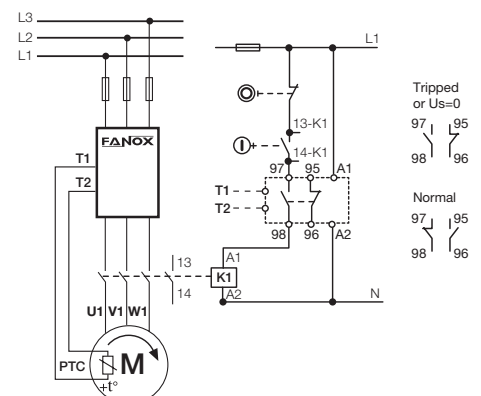 L3
L2
L1
L1
FANOX
T1
T2
13-K1
14-K1
97 95 A1
T1
T2
98 96 A2
Tripped
or Us=0
97 95
98 96
Normal
97 95
98 96
13
14
A1
K1
A2
N
U1 V1 W1
PTC
M
+t°